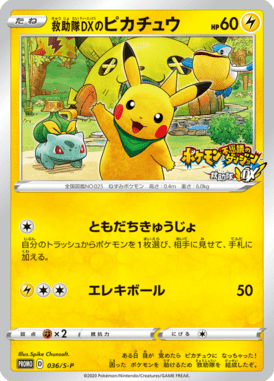 たね 救助隊DXのピカチュウ HP60
ポケモン不思議のダンジョン
救助隊DX
全国図鑑NO.025 ねずみポケモン 高さ:0.4m 重さ:6.0kg
ともだちきゅうじょ
自分のトラッシュからポケモンを1枚選び、相手に見せて、手札に
加える。
エレキボール 50
弱点 ×2 抵抗力 にげる
Illus.Spike Chunsoft.
PROMO D 036/S-P
ある日 目が 覚めると ピカチュウに なっちゃった!
困った ポケモンを 助けるため 救助隊を 結成したぞ。
©2020 Pokémon/Nintendo/Creatures/GAME FREAK.